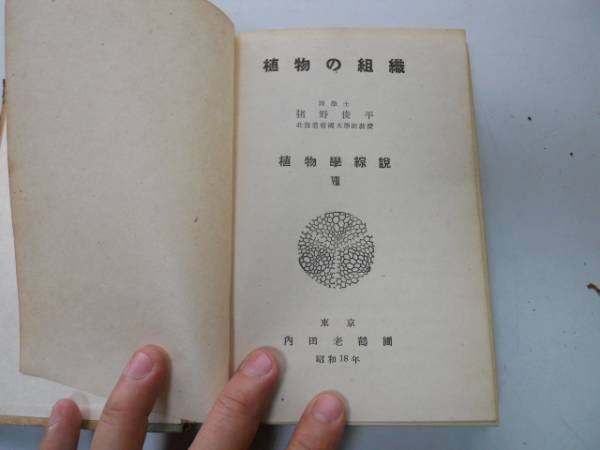 植物の組織
理學士
猪野俊平
北海道帝國大學助教授
植物學綜說
Ⅷ
東京
內田老鶴圃
昭和18年